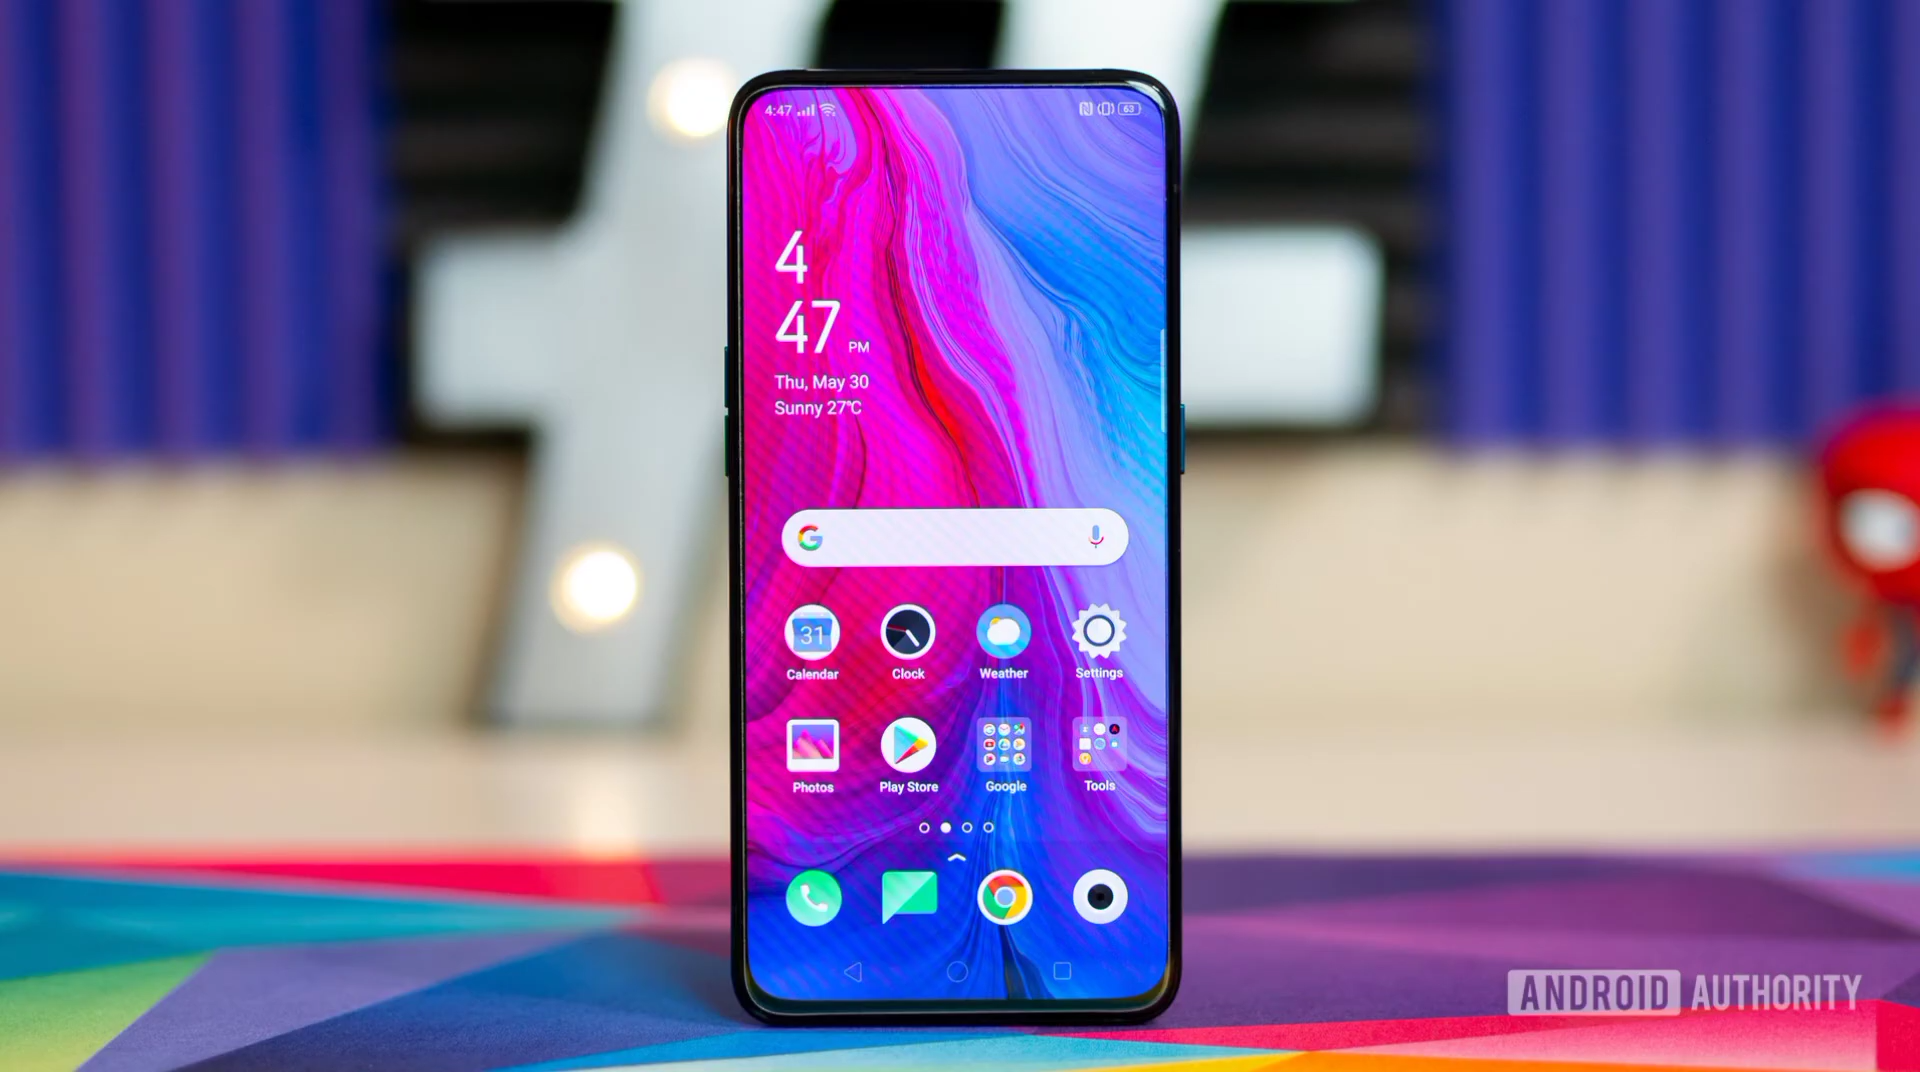 4:47
63
4
47 PM
Thu, May 30
Sunny 27°C
G
31
Calendar
Clock
Weather
Settings
Photos
Play Store
Google
Tools
ANDROID AUTHORITY